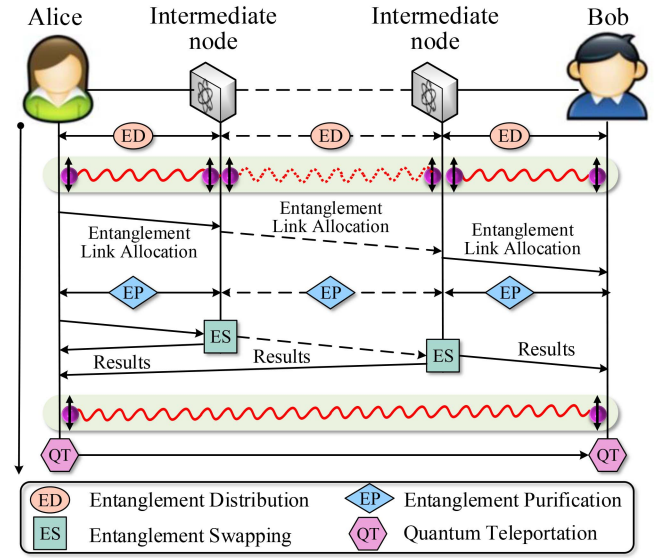 Alice
Intermediate
node
Intermediate
node
Bob
ED
ED
ED
Entanglement
Link Allocation
Entanglement
Link Allocation
Entanglement
Link Allocation
EP
EP
EP
ES
ES
Results
Results
Results
QT
QT
ED Entanglement Distribution
EP Entanglement Purification
ES Entanglement Swapping
QT Quantum Teleportation